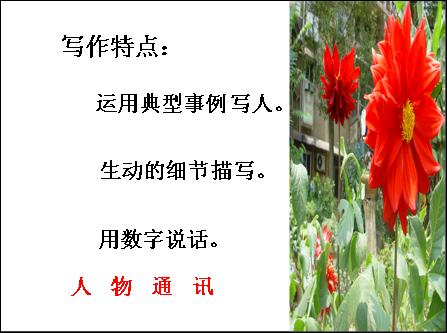 写作特点：
运用典型事例写人。
生动的细节描写。
用数字说话。
人 物 通 讯